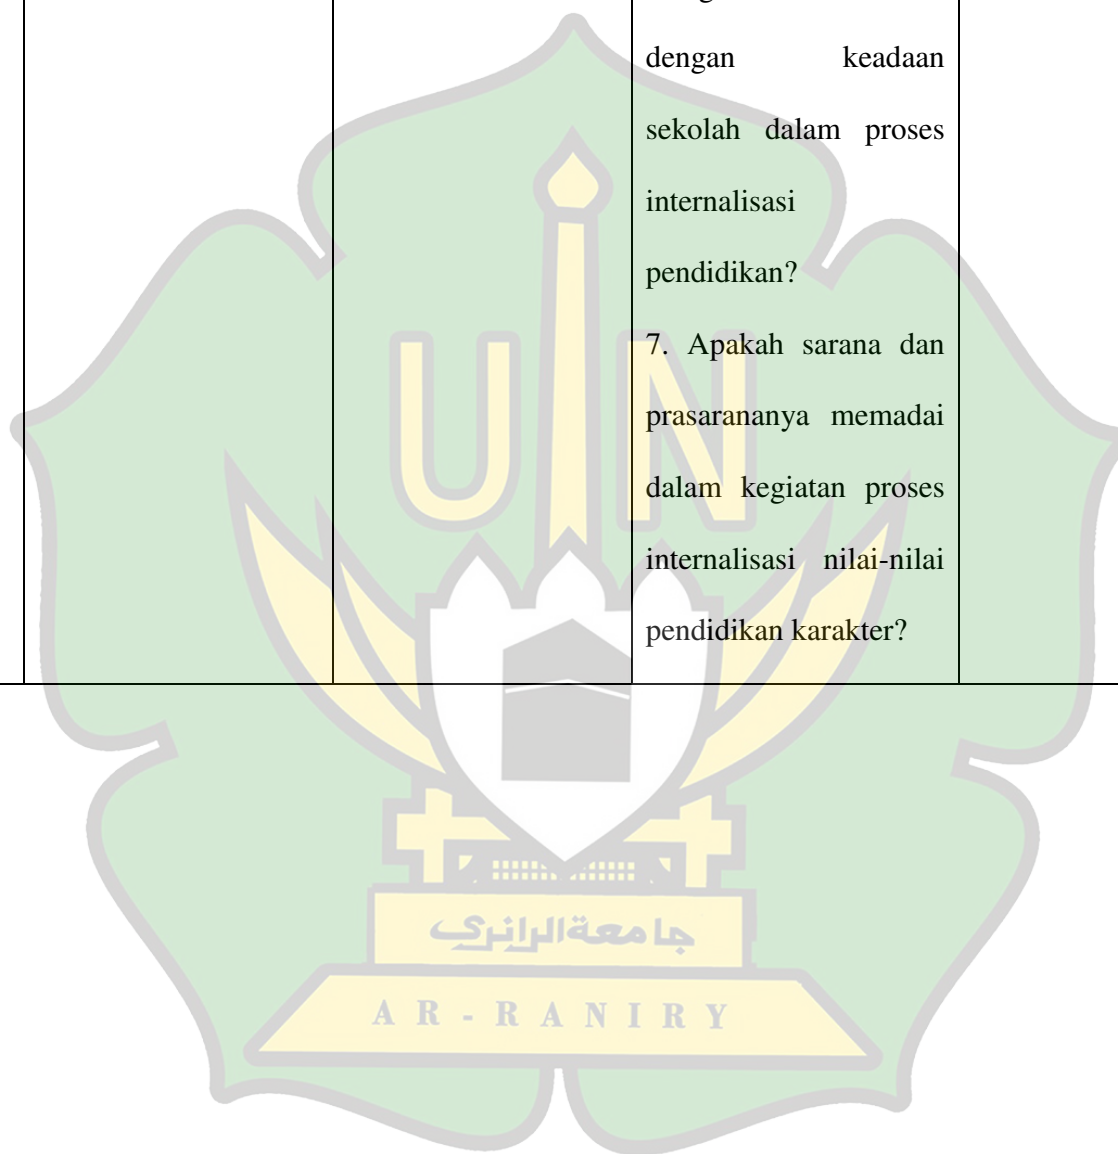 dengan keadaan
sekolah dalam proses
internalisasi
pendidikan?
7. Apakah sarana dan
prasarananya memadai
dalam kegiatan proses
internalisasi nilai-nilai
pendidikan karakter?
UIN
جامعة الرانري
AR-RANIRY